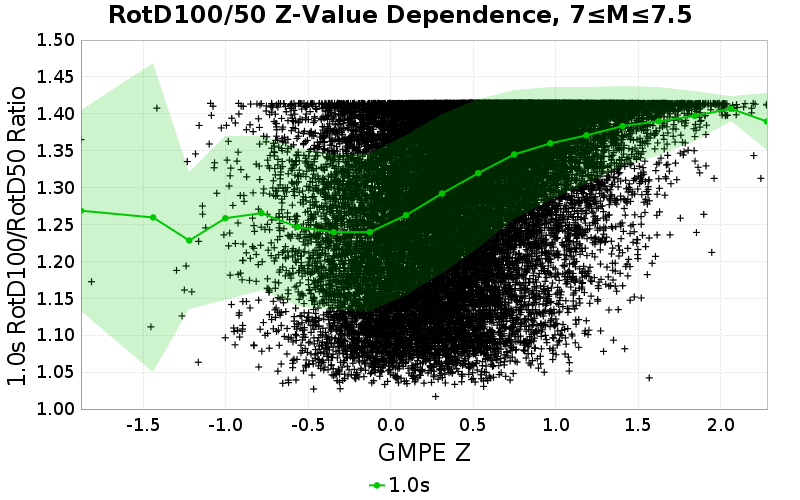 RotD100/50 Z-Value Dependence, 7≤M≤7.5
1.0s RotD100/RotD50 Ratio
1.50
1.45
1.40
1.35
1.30
1.25
1.20
1.15
1.10
1.05
1.00
-1.5 -1.0 -0.5 0.0 0.5 1.0 1.5 2.0
GMPE Z
1.0s